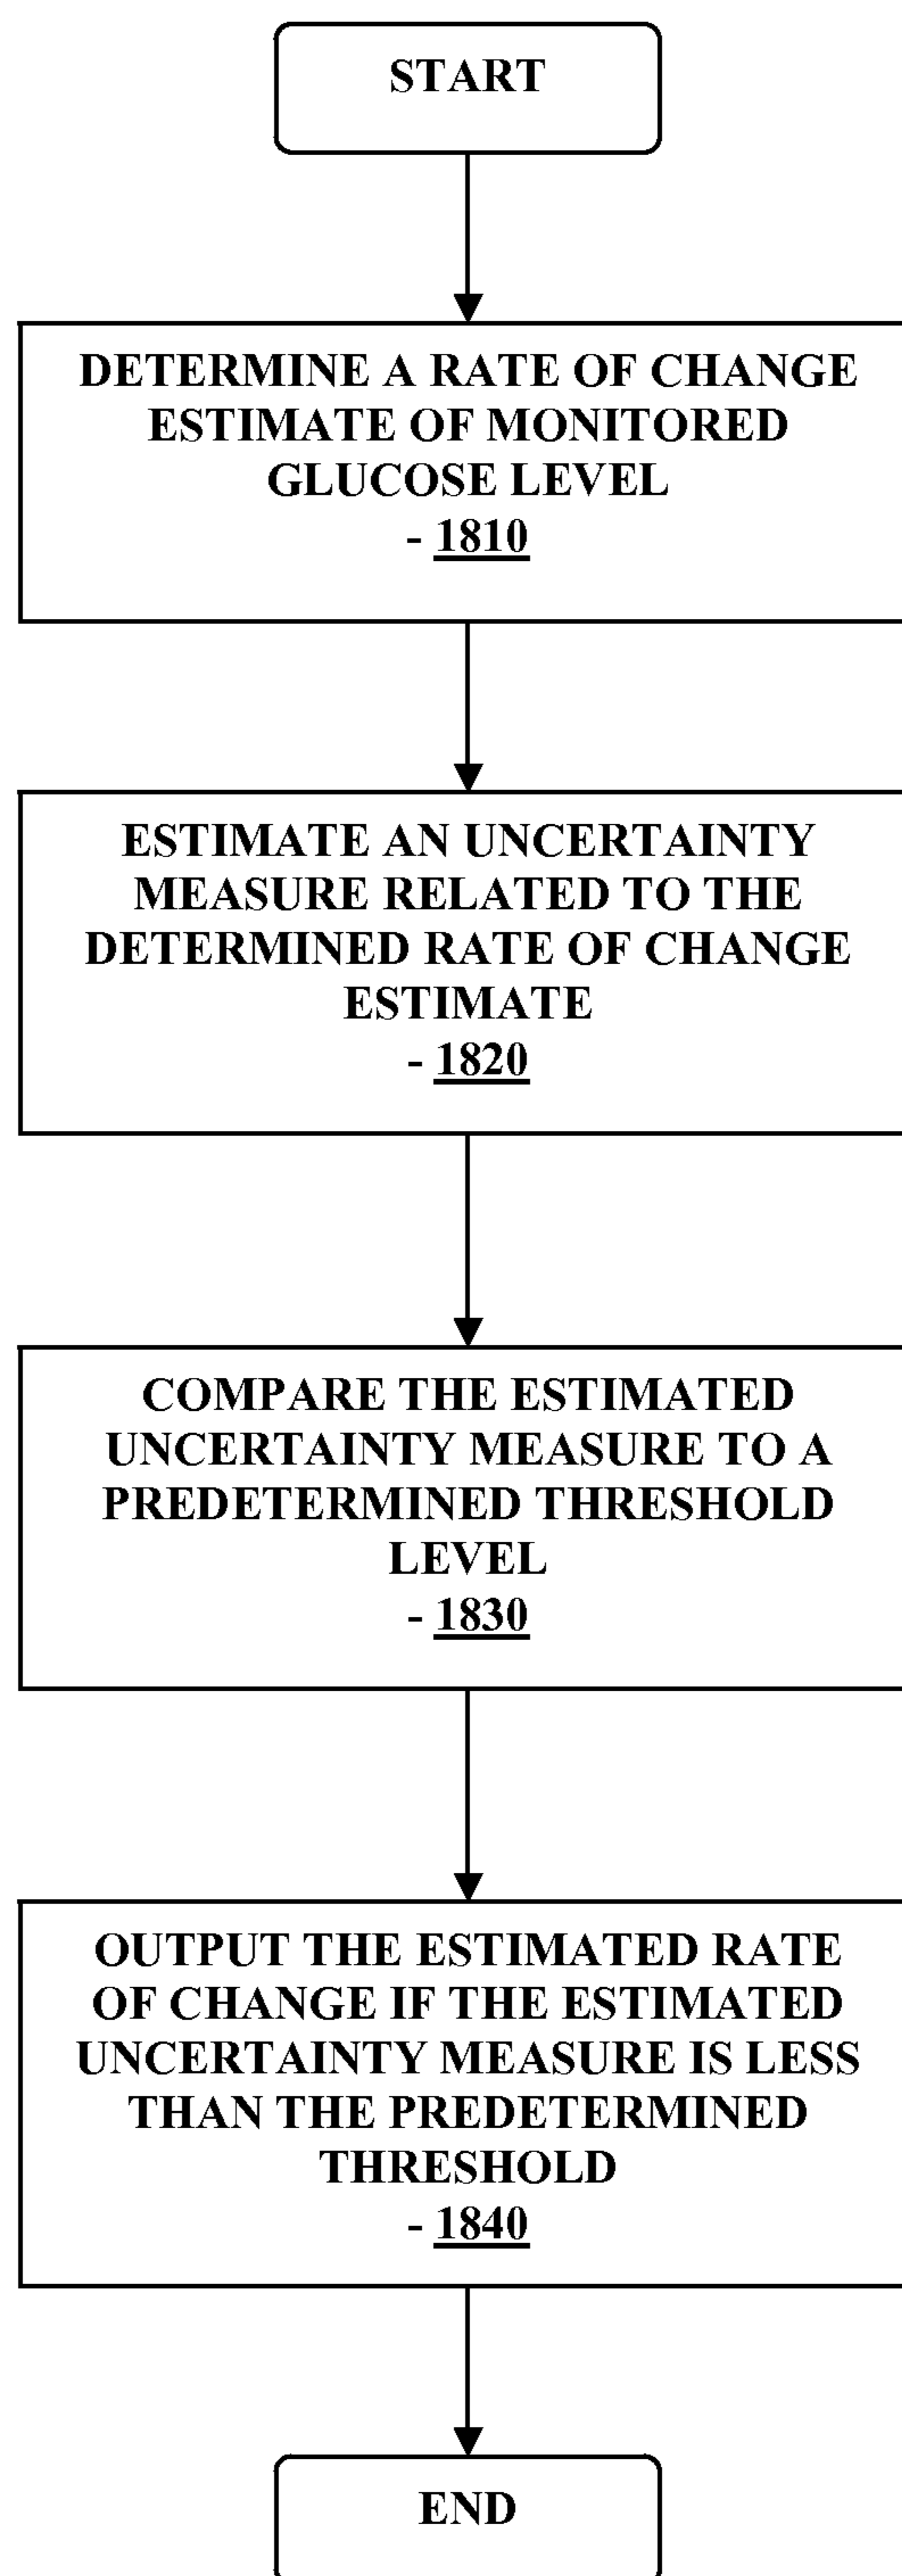 START
DETERMINE A RATE OF CHANGE
ESTIMATE OF MONITORED
GLUCOSE LEVEL
- 1810
ESTIMATE AN UNCERTAINTY
MEASURE RELATED TO THE
DETERMINED RATE OF CHANGE
ESTIMATE
- 1820
COMPARE THE ESTIMATED
UNCERTAINTY MEASURE TO A
PREDETERMINED THRESHOLD
LEVEL
- 1830
OUTPUT THE ESTIMATED RATE
OF CHANGE IF THE ESTIMATED
UNCERTAINTY MEASURE IS LESS
THAN THE PREDETERMINED
THRESHOLD
- 1840
END